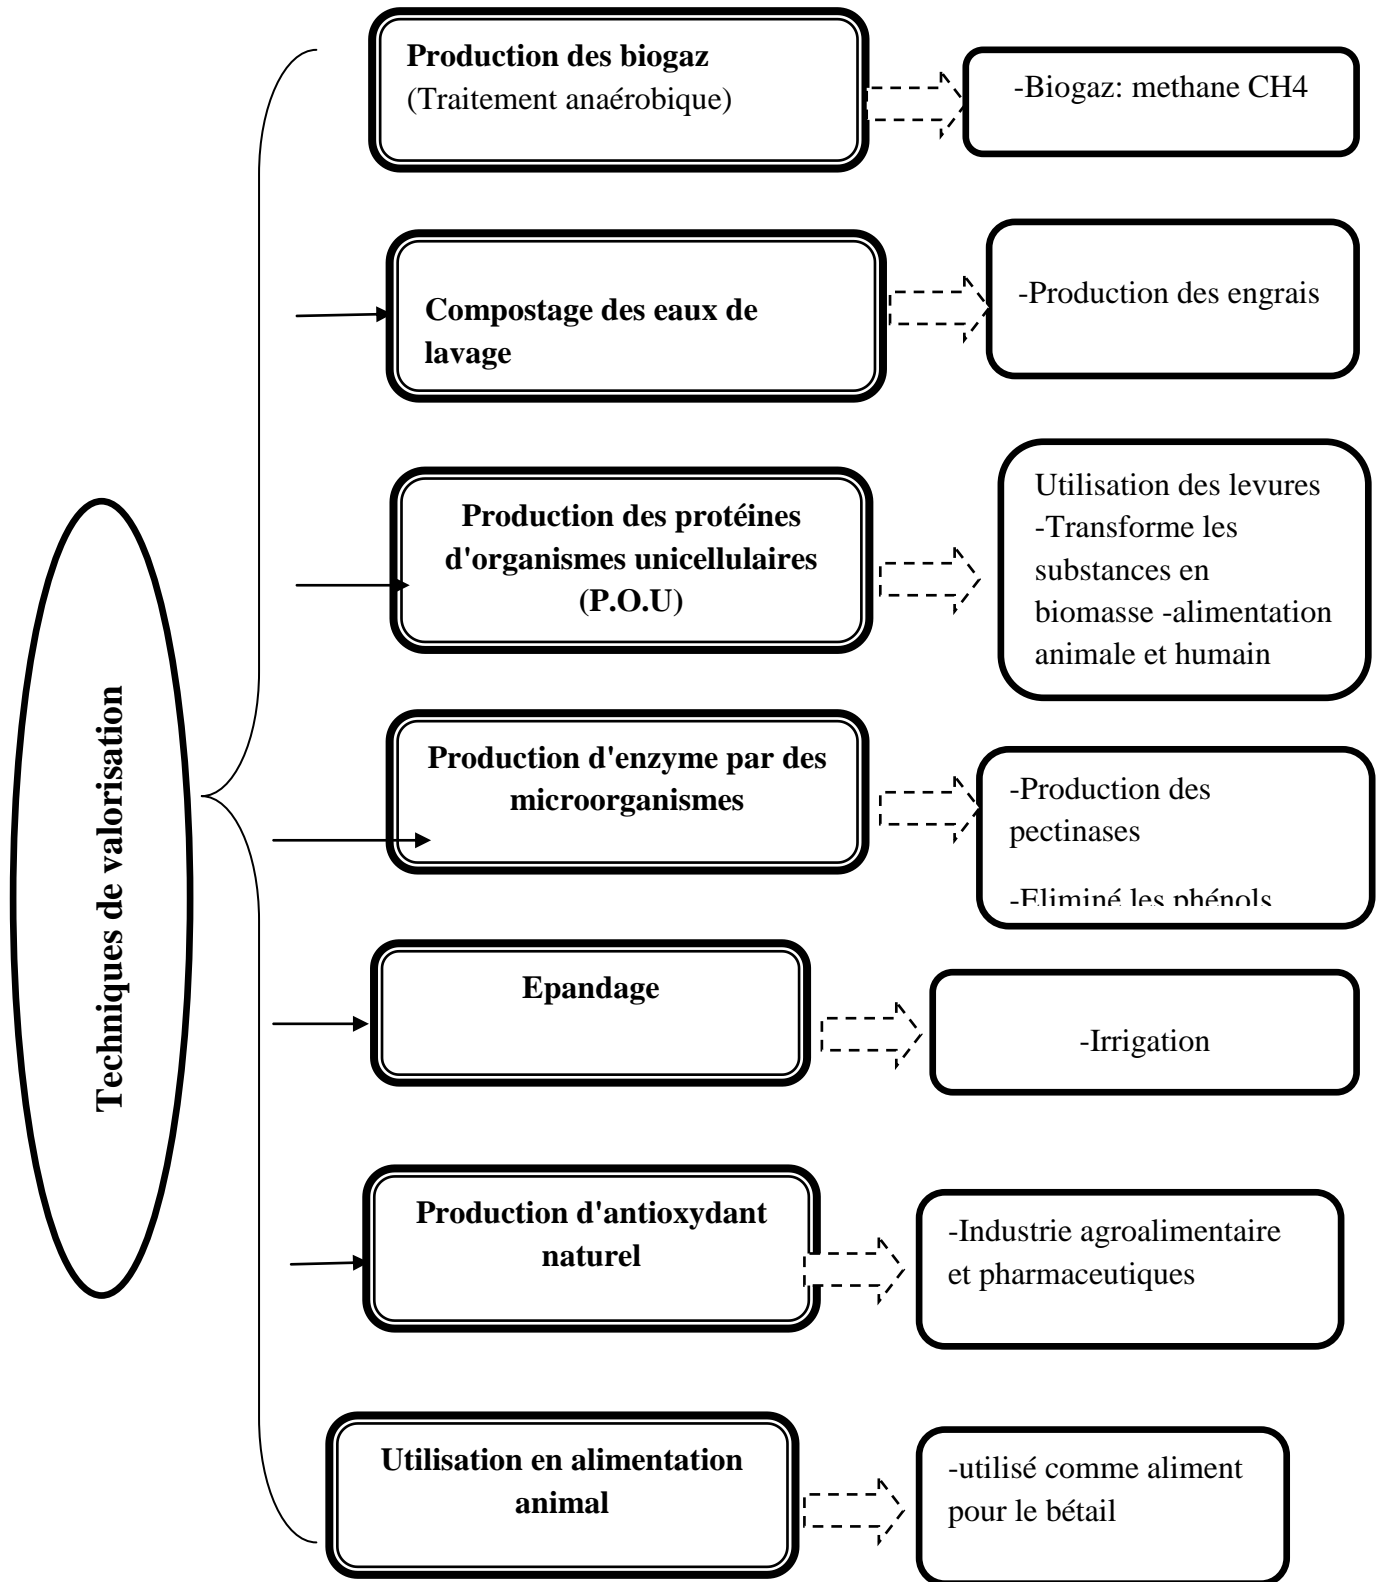 Techniques de valorisation
Production des biogaz
(Traitement anaérobique)
-Biogaz: methane CH4
Compostage des eaux de
lavage
-Production des engrais
Production des protéines
d'organismes unicellulaires
(P.O.U)
Utilisation des levures
-Transforme les
substances en
biomasse -alimentation
animale et humain
Production d'enzyme par des
microorganismes
-Production des
pectinases
-Eliminé les phénols
Epandage
-Irrigation
Production d'antioxydant
naturel
-Industrie agroalimentaire
et pharmaceutiques
Utilisation en alimentation
animal
-utilisé comme aliment
pour le bétail